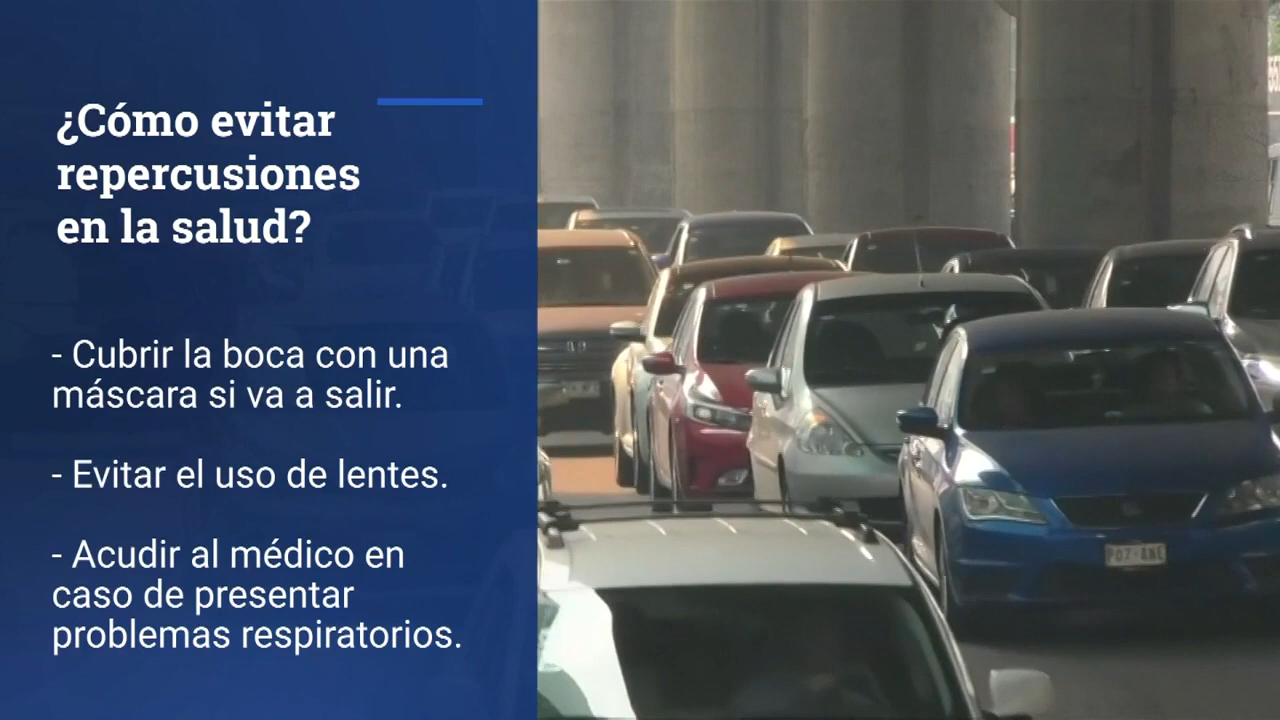 ¿Cómo evitar
repercusiones
en la salud?
- Cubrir la boca con una
máscara si va a salir.
- Evitar el uso de lentes.
- Acudir al médico en
caso de presentar
problemas respiratorios.